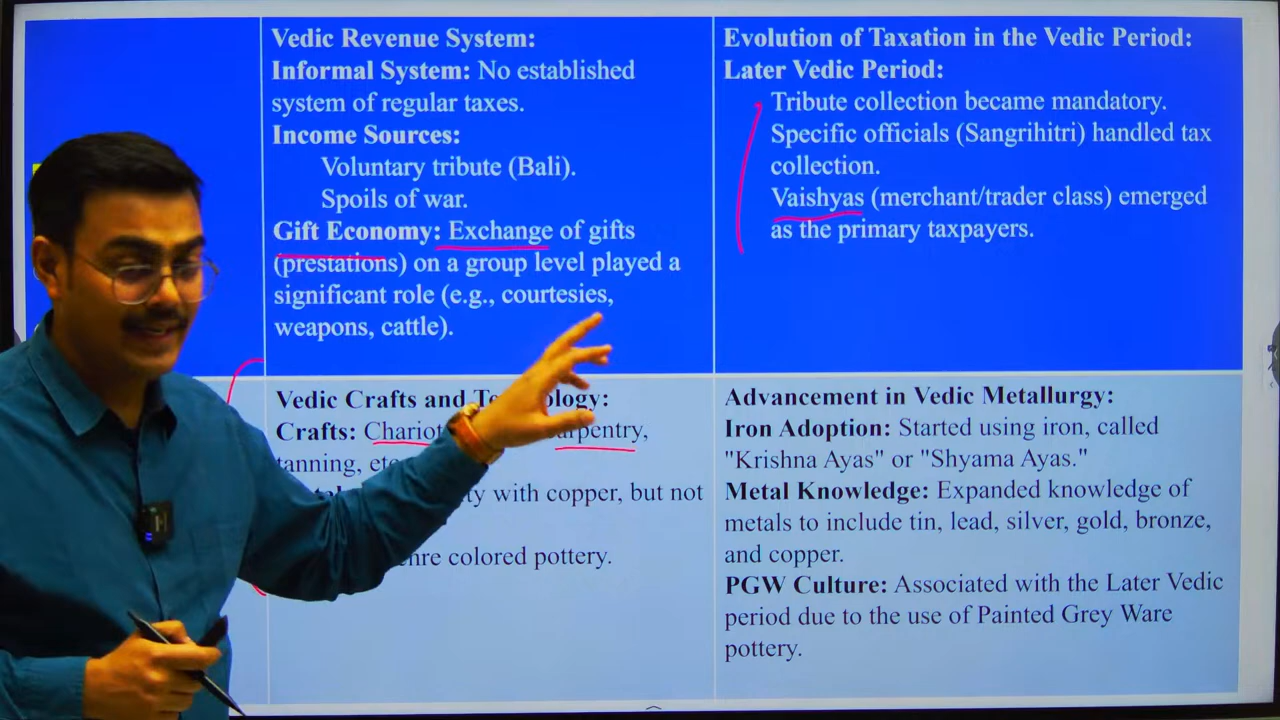 Vedic Revenue System:
Informal System: No established
system of regular taxes.
Income Sources:
Voluntary tribute (Bali).
Spoils of war.
Gift Economy: Exchange of gifts
(prestations) on a group level played a
significant role (e.g., courtesies,
weapons, cattle).
Evolution of Taxation in the Vedic Period:
Later Vedic Period:
Tribute collection became mandatory.
Specific officials (Sangrihitri) handled tax
collection.
Vaishyas (merchant/trader class) emerged
as the primary taxpayers.
Vedic Crafts and
Crafts:
tanning,
with copper, but not
colored pottery.
Advancement in Vedic Metallurgy:
Iron Adoption: Started using iron, called
"Krishna Ayas" or "Shyama Ayas."
Metal Knowledge: Expanded knowledge of
metals to include tin, lead, silver, gold, bronze,
and copper.
PGW Culture: Associated with the Later Vedic
period due to the use of Painted Grey Ware
pottery.